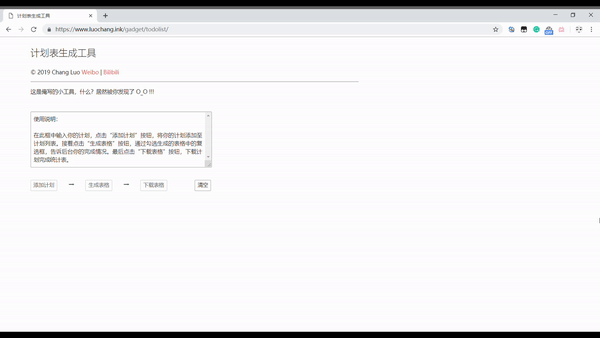 计划表生成工具
https://www.luochang.ink/gadget/todolist/
计划表生成工具
© 2019 Chang Luo Weibo | Bilibili
这是俺写的小工具，什么？居然被你发现了 O_O !!!
使用说明：
在此框中输入你的计划，点击“添加计划”按钮，将你的计划添加至
计划列表。接着点击“生成表格”按钮，通过勾选生成的表格中的复
选框，告诉后台你的完成情况。最后点击“下载表格”按钮，下载计
划完成统计表。
添加计划 → 生成表格 → 下载表格 清空